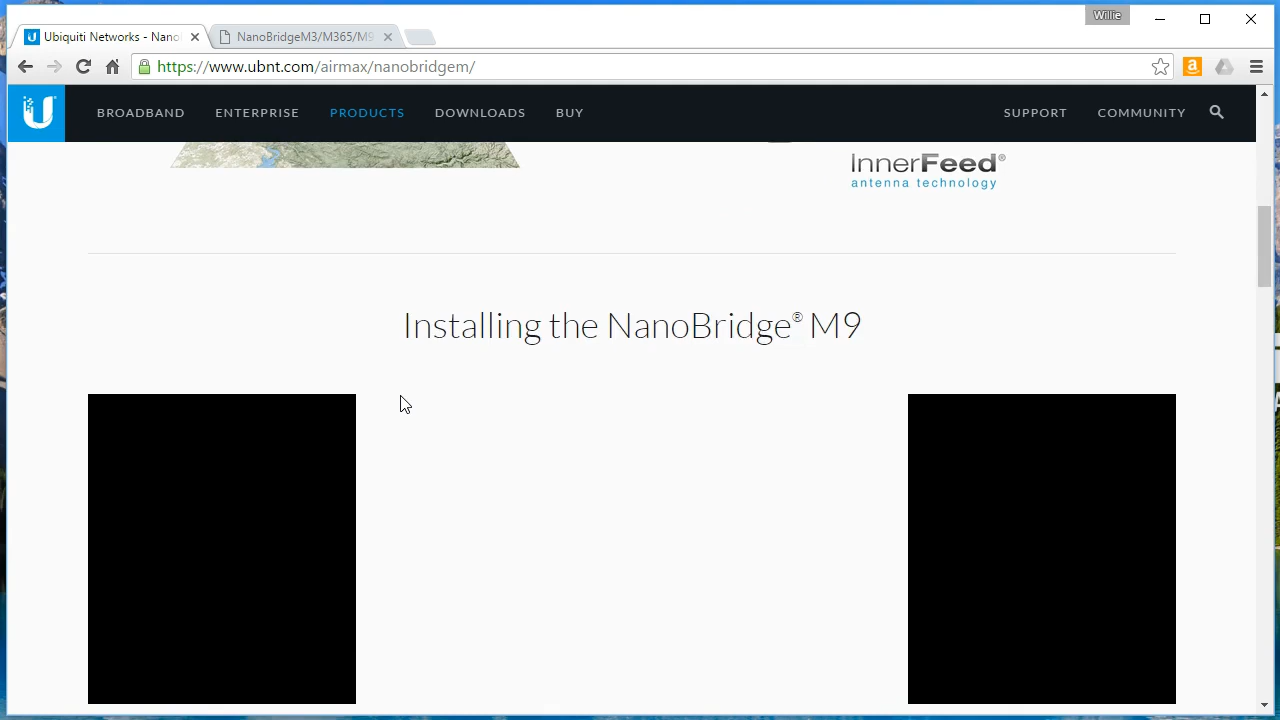 Willie
Ubiquiti Networks - Nano
NanoBridgeM3/M365/M9
https://www.ubnt.com/airmax/nanobridgem/
BROADBAND ENTERPRISE PRODUCTS DOWNLOADS BUY SUPPORT COMMUNITY
InnerFeed®
antenna technology
Installing the NanoBridge® M9